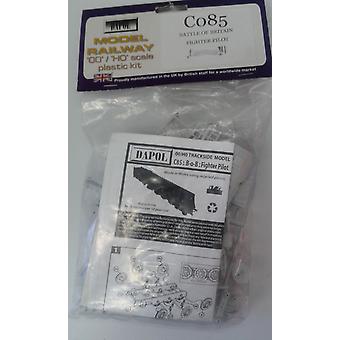 DAPOL
MODEL
RAILWAY
'OO' / 'HO' scale
plastic kit
C085
BATTLE OF BRITAIN
FIGHTER PILOT
Proudly manufactured in the UK by British staff for a worldwide market
DAPOL
OO/HO TRACKSIDE MODEL
C85 : B-o-B : Fighter Pilot
1